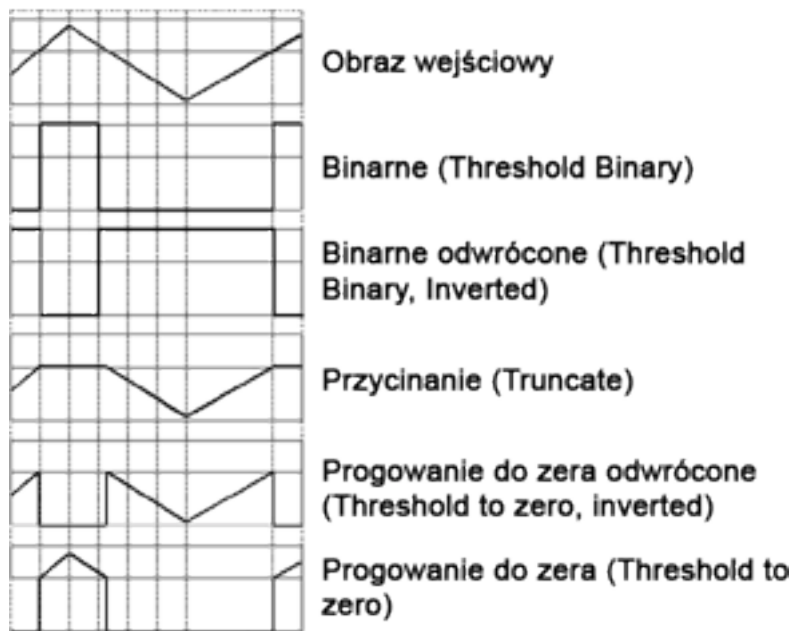 Obraz wejściowy
Binarne (Threshold Binary)
Binarne odwrócone (Threshold
Binary, Inverted)
Przycinanie (Truncate)
Progowanie do zera odwrócone
(Threshold to zero, inverted)
Progowanie do zera (Threshold to
zero)